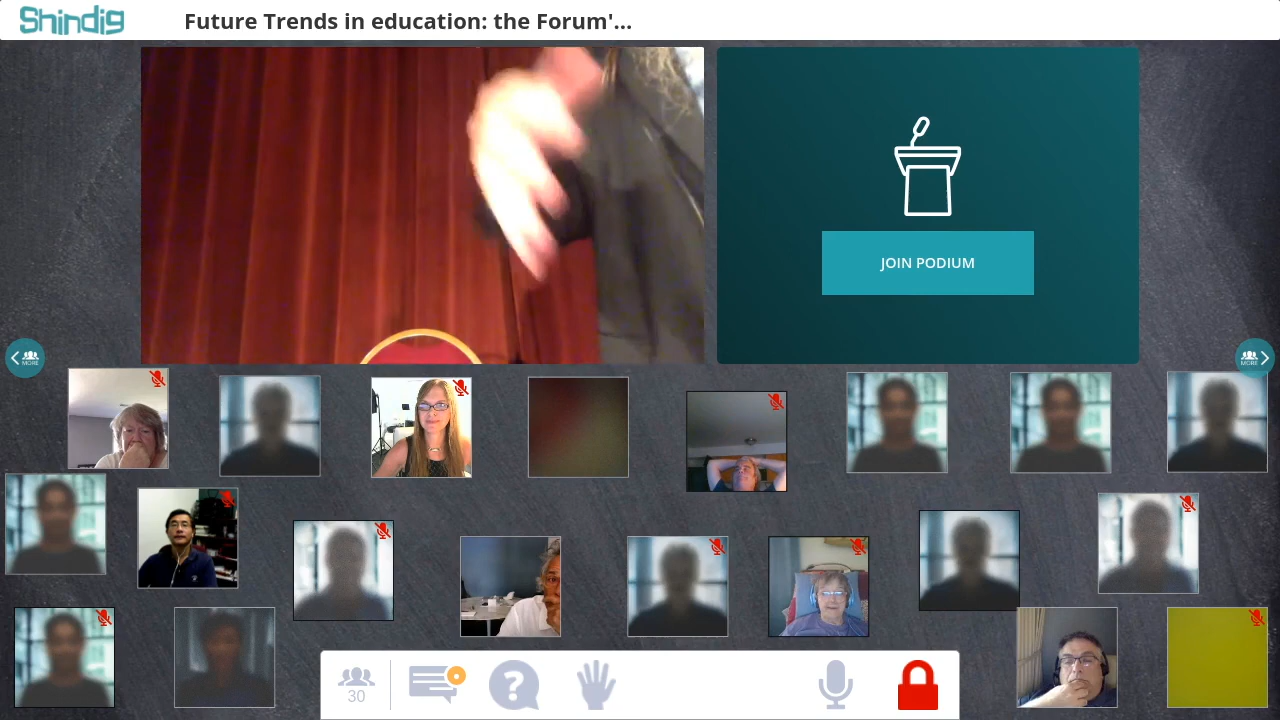 Shindig
Future Trends in education: the Forum'...
JOIN PODIUM
MORE
MORE
30